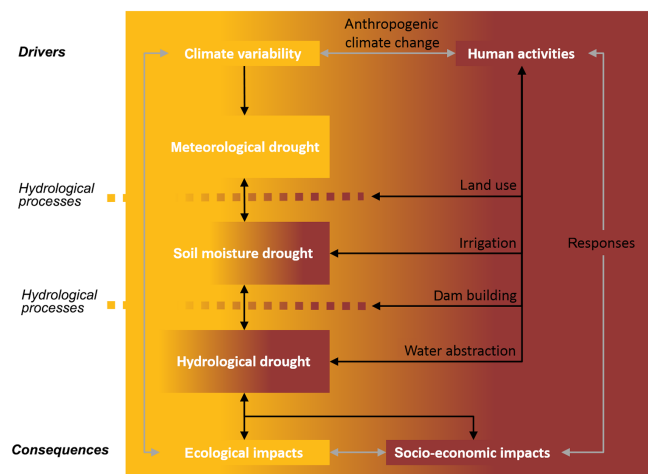 Anthropogenic
climate change
Drivers
Climate variability
Human activities
Meteorological drought
Hydrological
processes
Land use
Soil moisture drought
Irrigation
Responses
Hydrological
processes
Dam building
Hydrological drought
Water abstraction
Consequences
Ecological impacts
Socio-economic impacts